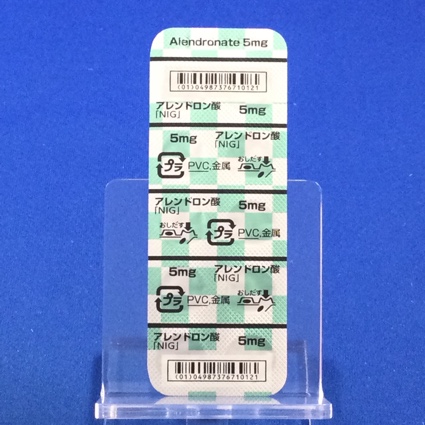 Alendronate 5mg
(01)04987376710121
アレンドロン酸 5mg
「NIG」
5mg アレンドロン酸
「NIG」
プラ PVC,金属 おしだす
アレンドロン酸 5mg
「NIG」
おしだす プラ PVC,金属
5mg アレンドロン酸
「NIG」
プラ PVC,金属 おしだす
アレンドロン酸 5mg
「NIG」
(01)04987376710121